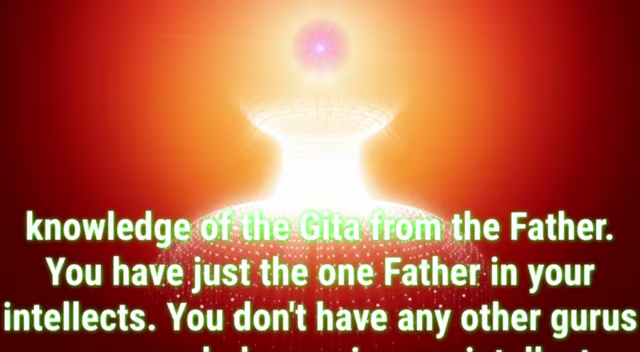 knowledge of the Gita from the Father.
You have just the one Father in your
intellects. You don't have any other gurus